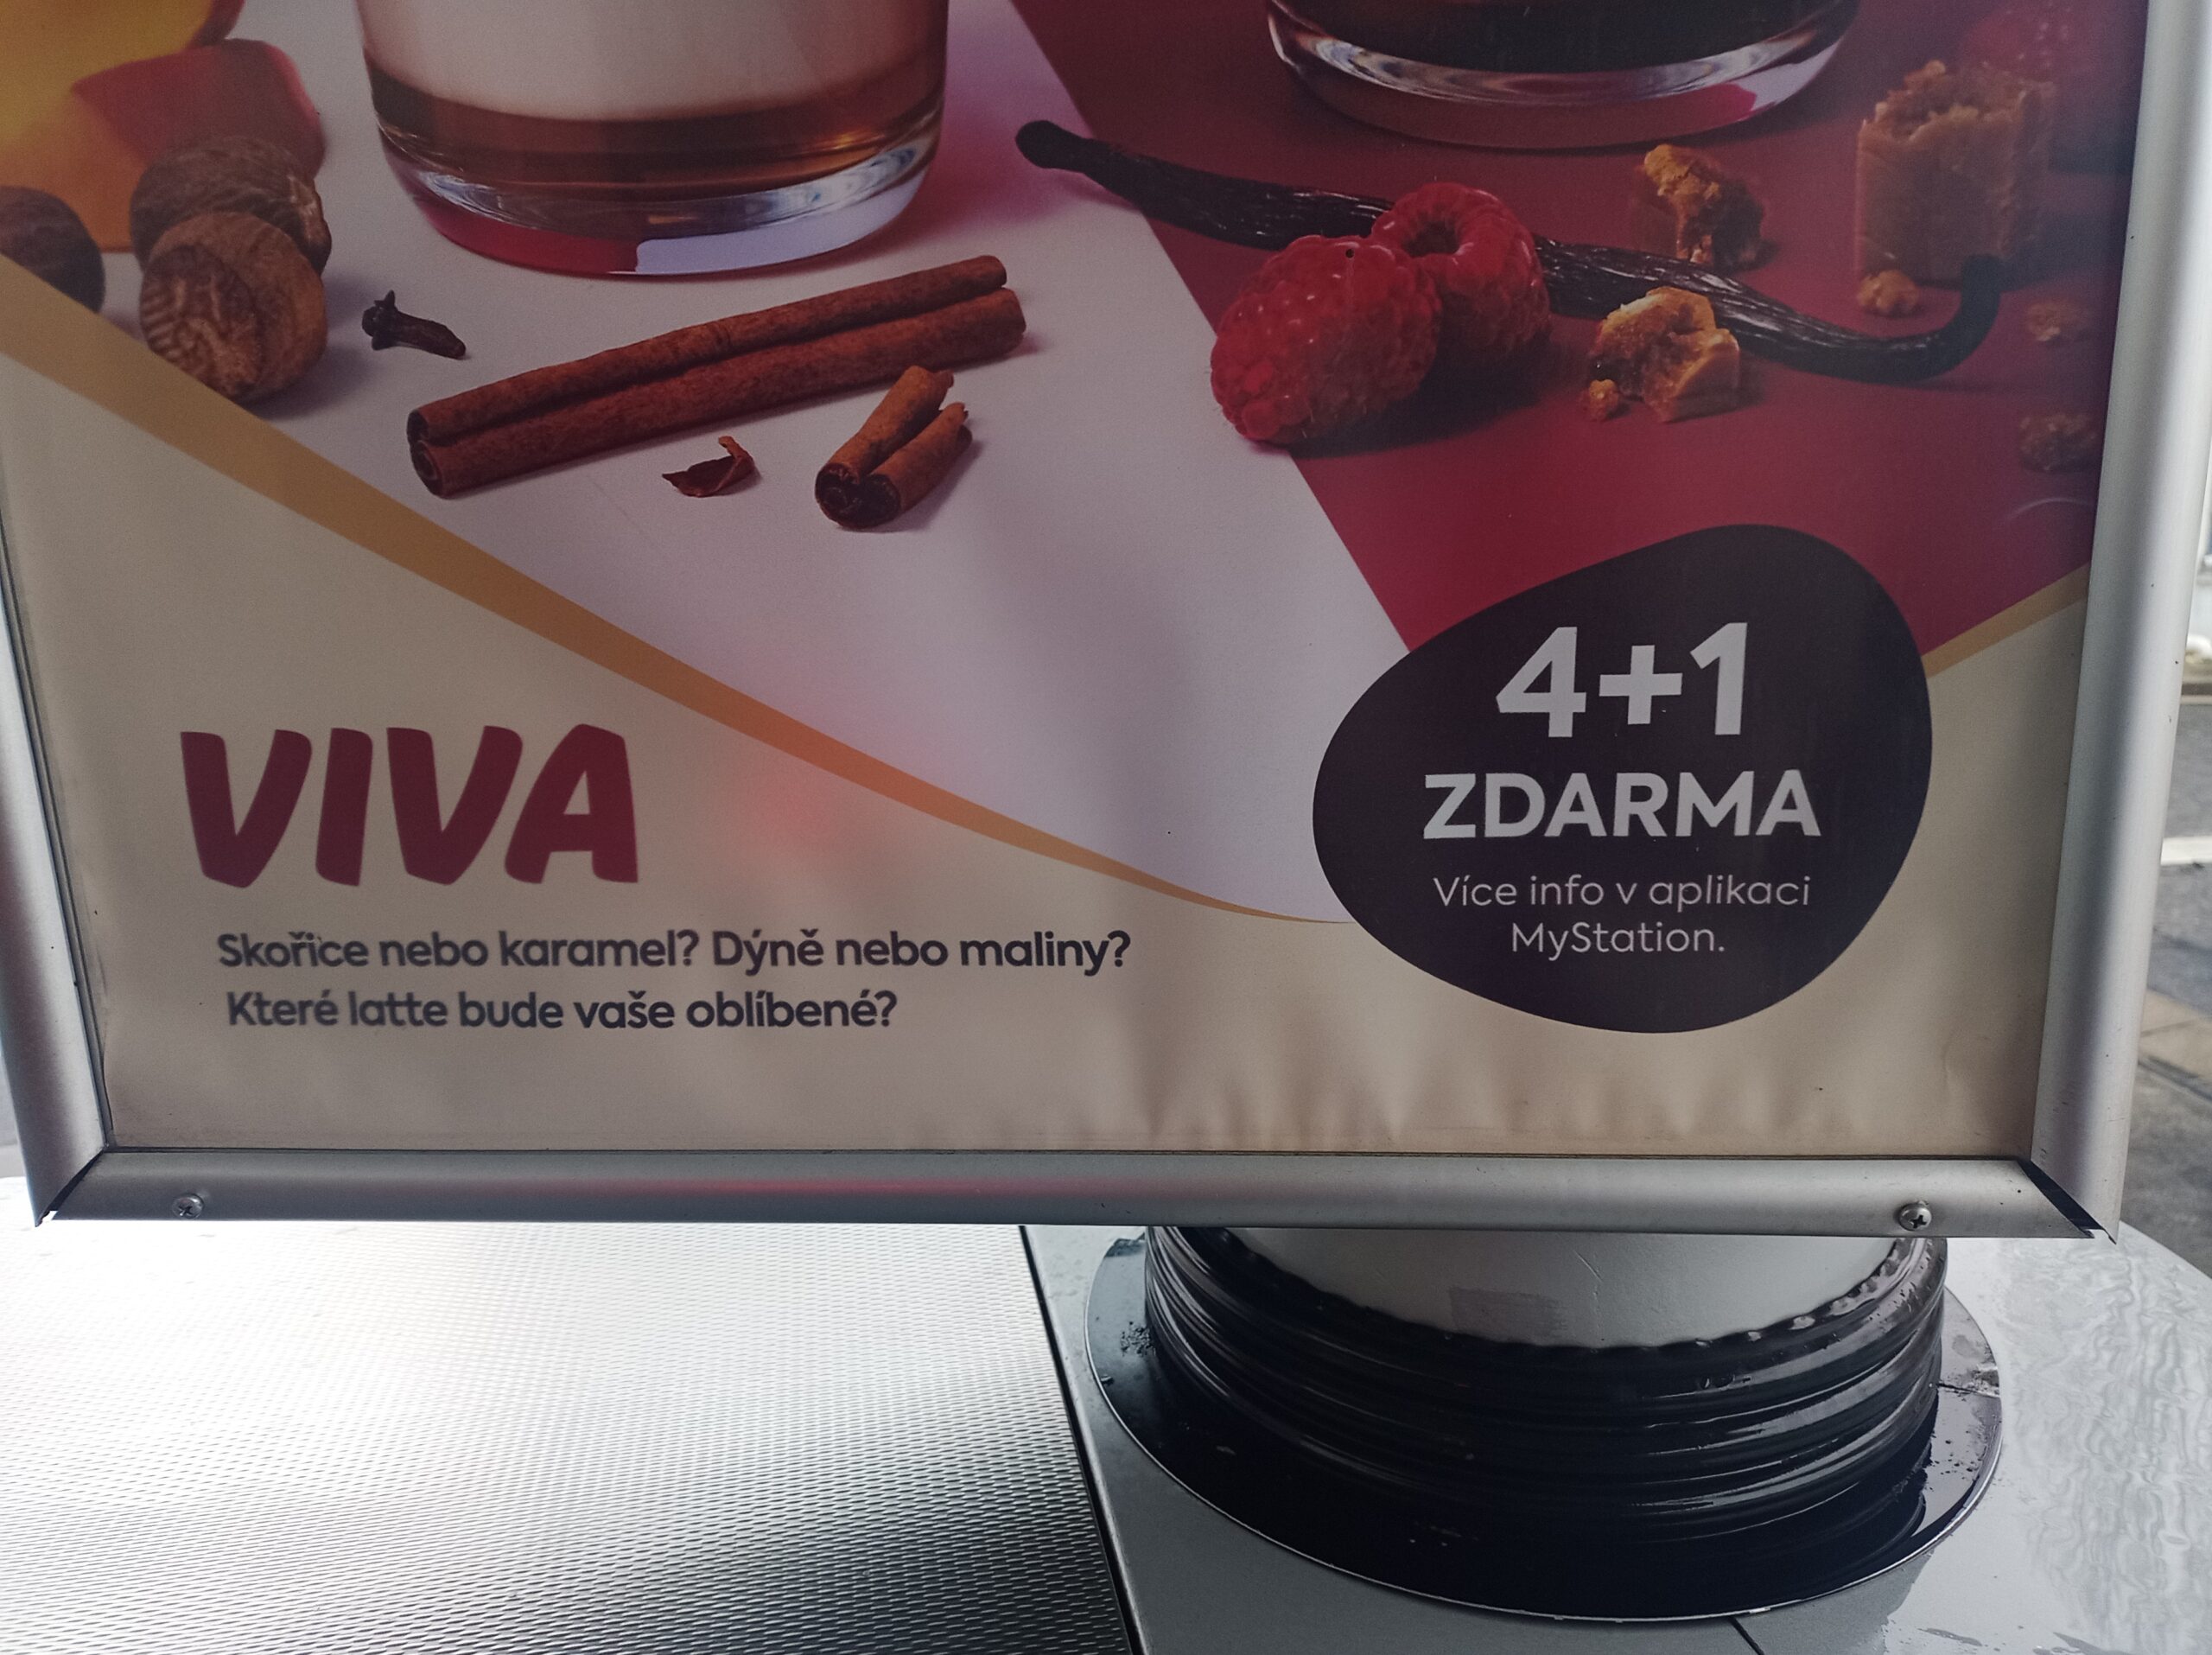 VIVA
Skořice nebo karamel? Dýně nebo maliny?
Které latte bude vaše oblíbené?
4+1
ZDARMA
Více info v aplikaci
MyStation.